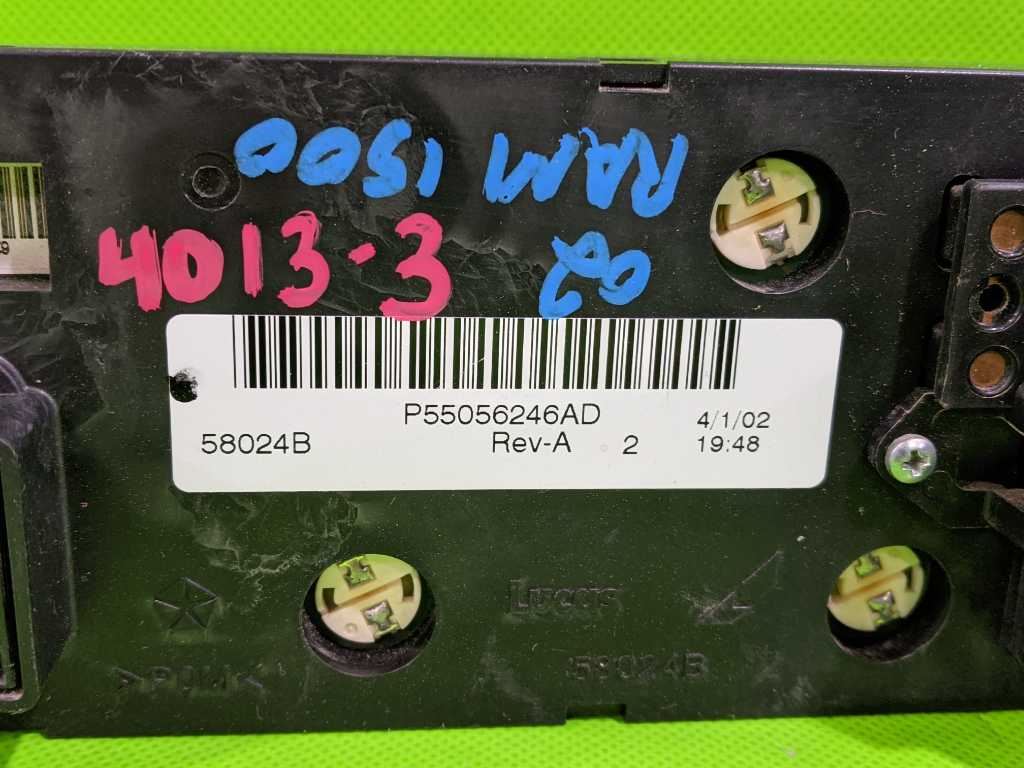 RAM 1500
02
4013-3
P55056246AD
58024B Rev-A 2
4/1/02
19:48
Lucas
58024B